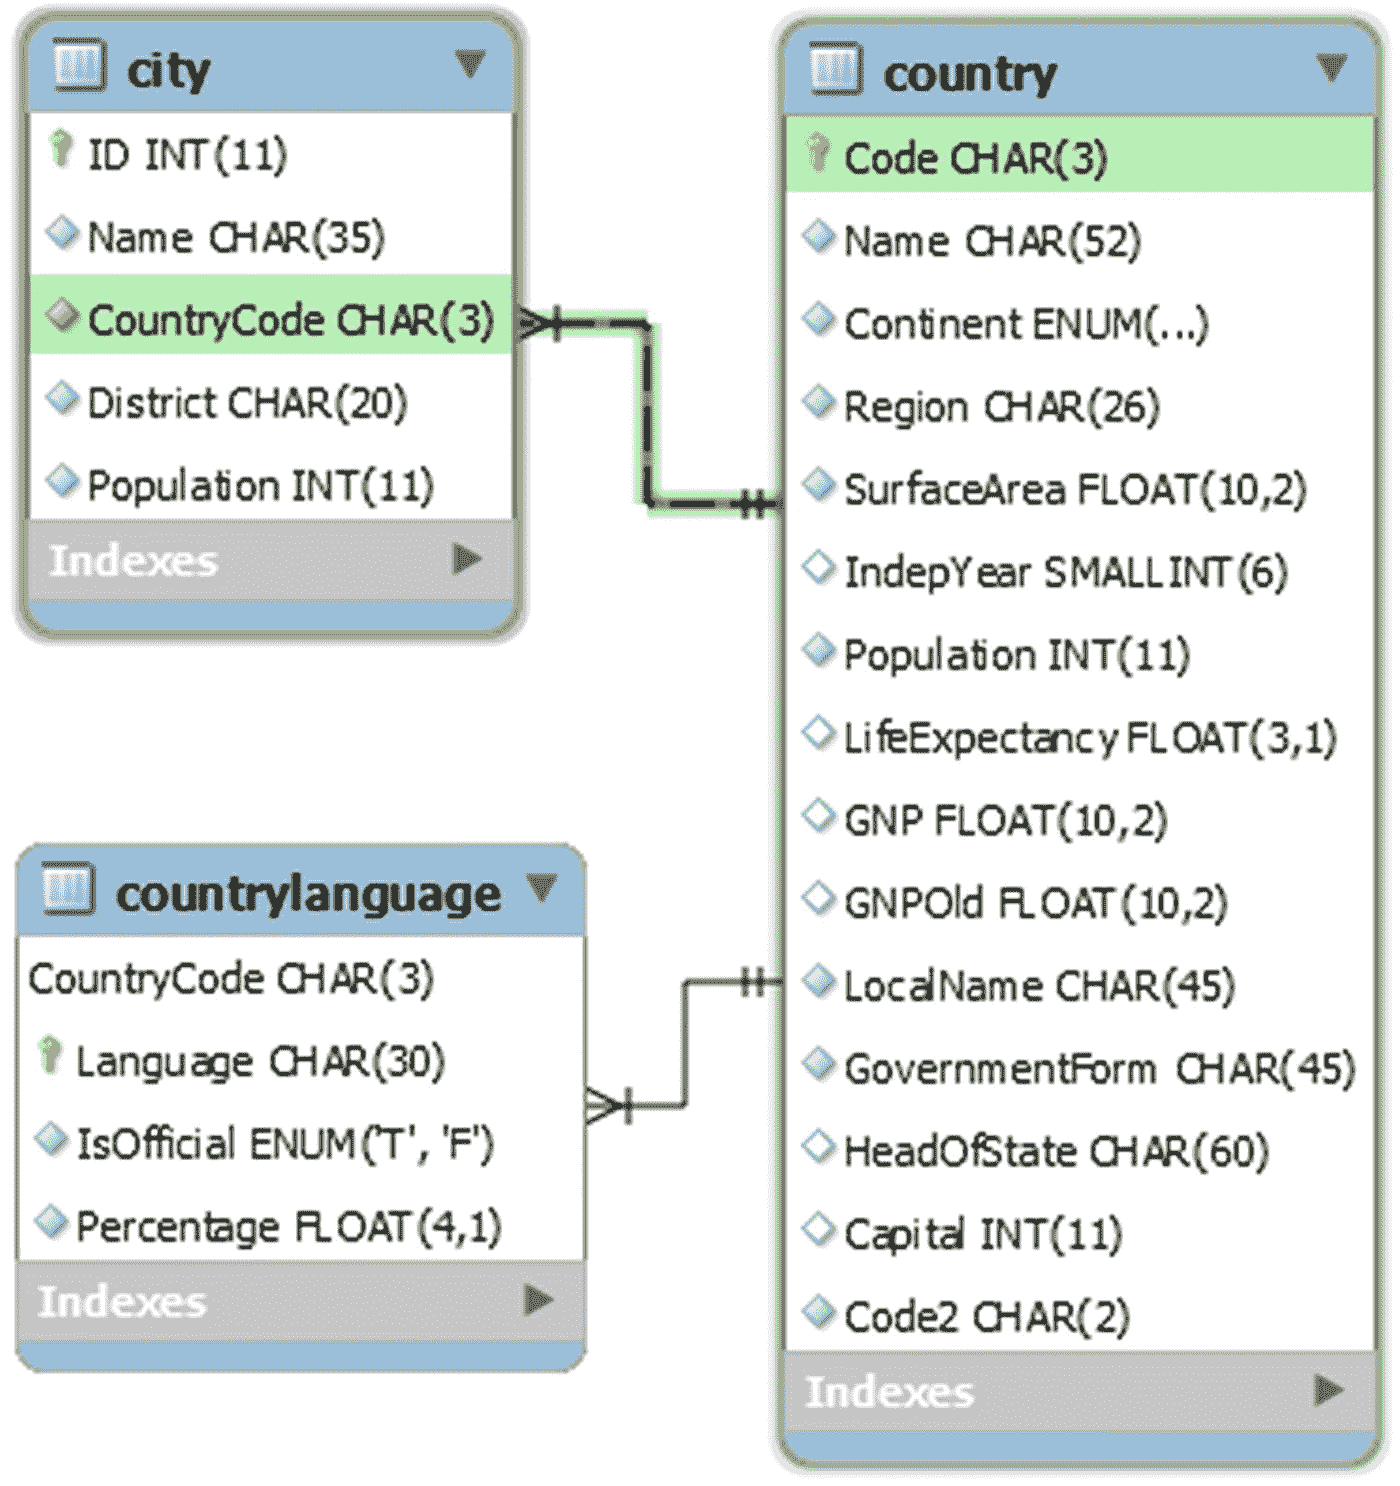 city
ID INT(11)
Name CHAR(35)
CountryCode CHAR(3)
District CHAR(20)
Population INT(11)
Indexes
countrylanguage
CountryCode CHAR(3)
Language CHAR(30)
IsOfficial ENUM('T', 'F')
Percentage FLOAT(4,1)
Indexes
country
Code CHAR(3)
Name CHAR(52)
Continent ENUM(...)
Region CHAR(26)
SurfaceArea FLOAT(10,2)
IndepYear SMALLINT(6)
Population INT(11)
LifeExpectancy FLOAT(3,1)
GNP FLOAT(10,2)
GNPOld FLOAT(10,2)
LocalName CHAR(45)
GovernmentForm CHAR(45)
HeadOfState CHAR(60)
Capital INT(11)
Code2 CHAR(2)
Indexes